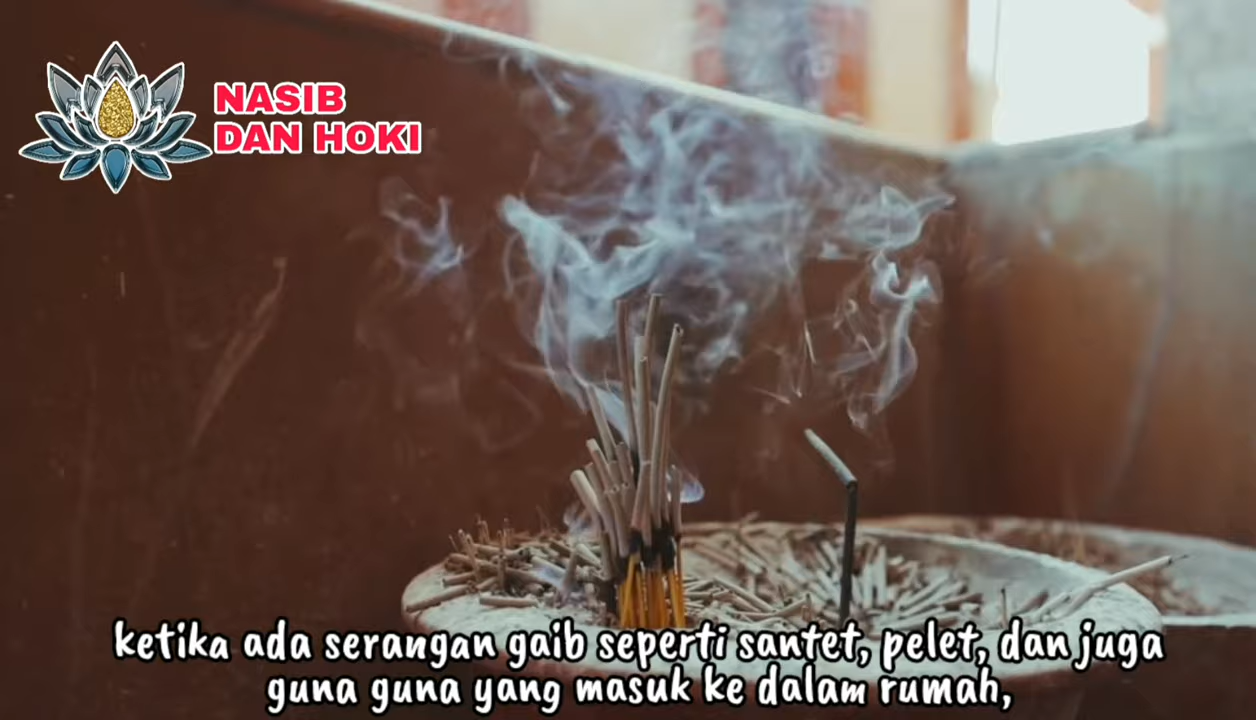 NASIB
DAN HOKI
ketika ada serangan gaib seperti santet, pelet, dan juga
guna guna yang masuk ke dalam rumah,